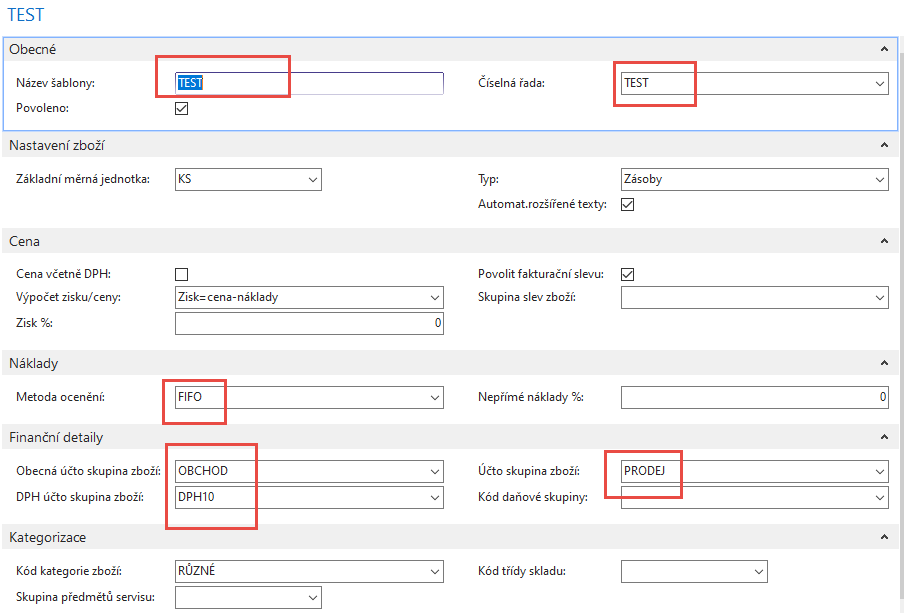 TEST
Obecné
Název šablony: TEST Číselná řada: TEST
Povoleno:
Nastavení zboží
Základní měrná jednotka: KS Typ: Zásoby
Automat.rozšířené texty:
Cena
Cena včetně DPH: Povolit fakturační slevu:
Výpočet zisku/ceny: Zisk=cena-náklady Skupina slev zboží:
Zisk %: 0
Náklady
Metoda ocenění: FIFO Nepřímé náklady %: 0
Finanční detaily
Obecná účto skupina zboží: OBCHOD Účto skupina zboží: PRODEJ
DPH účto skupina zboží: DPH10 Kód daňové skupiny:
Kategorizace
Kód kategorie zboží: RŮZNÉ Kód třídy skladu:
Skupina předmětů servisu: